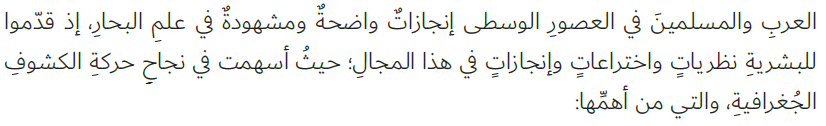 العربِ والمسلمينَ في العصورِ الوسطى إنجازاتٌ واضحةٌ ومشهودةٌ في علمِ البحارِ، إذ قدّموا
للبشريةِ نظرياتٍ واختراعاتٍ وإنجازاتٍ في هذا المجالِ؛ حيثُ أسهمت في نجاحِ حركةِ الكشوفِ
الجُغرافيةِ، والتي من أهمِّها: